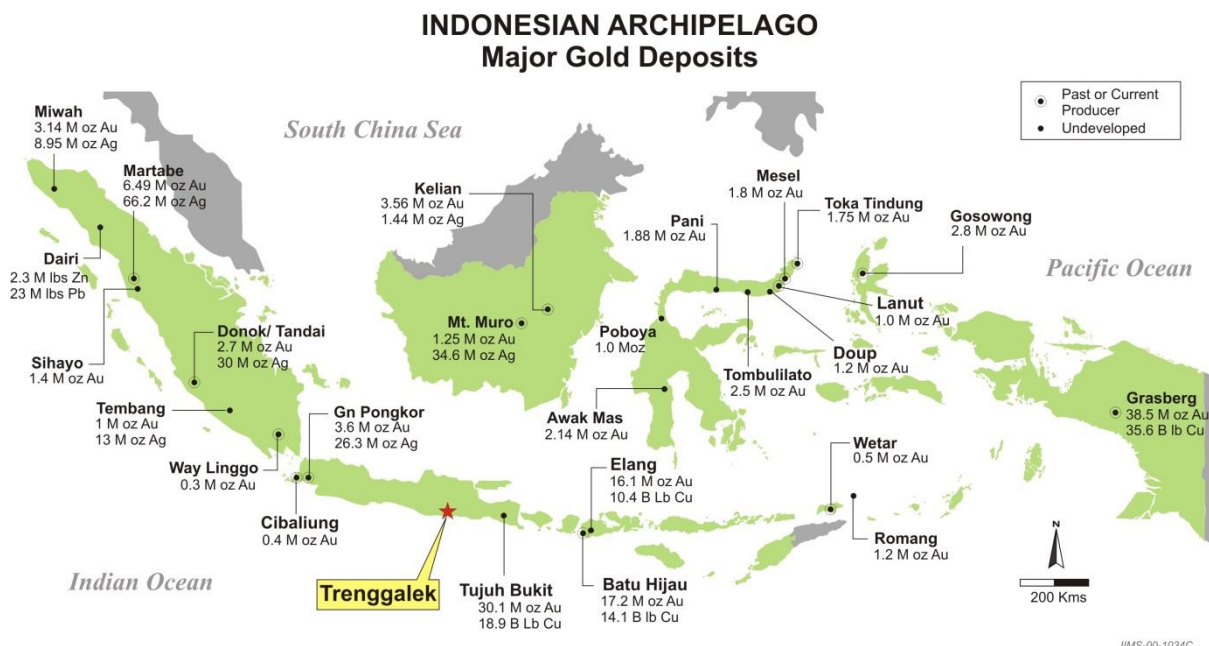 INDONESIAN ARCHIPELAGO
Major Gold Deposits
Past or Current
Producer
Undeveloped
South China Sea
Pacific Ocean
Indian Ocean
Miwah
3.14 M oz Au
8.95 M oz Ag
Martabe
6.49 M oz Au
66.2 M oz Ag
Dairi
2.3 M lbs Zn
23 M lbs Pb
Sihayo
1.4 M oz Au
Donok/ Tandai
2.7 M oz Au
30 M oz Ag
Tembang
1 M oz Au
13 M oz Ag
Way Linggo
0.3 M oz Au
Gn Pongkor
3.6 M oz Au
26.3 M oz Ag
Cibaliung
0.4 M oz Au
Trenggalek
Tujuh Bukit
30.1 M oz Au
18.9 B Lb Cu
Kelian
3.56 M oz Au
1.44 M oz Ag
Mt. Muro
1.25 M oz Au
34.6 M oz Ag
Pani
1.88 M oz Au
Mesel
1.8 M oz Au
Toka Tindung
1.75 M oz Au
Gosowong
2.8 M oz Au
Lanut
1.0 M oz Au
Doup
1.2 M oz Au
Tombulilato
2.5 M oz Au
Poboya
1.0 Moz
Awak Mas
2.14 M oz Au
Elang
16.1 M oz Au
10.4 B Lb Cu
Batu Hijau
17.2 M oz Au
14.1 B lb Cu
Wetar
0.5 M oz Au
Romang
1.2 M oz Au
Grasberg
38.5 M oz Au
35.6 B lb Cu
N
200 Kms